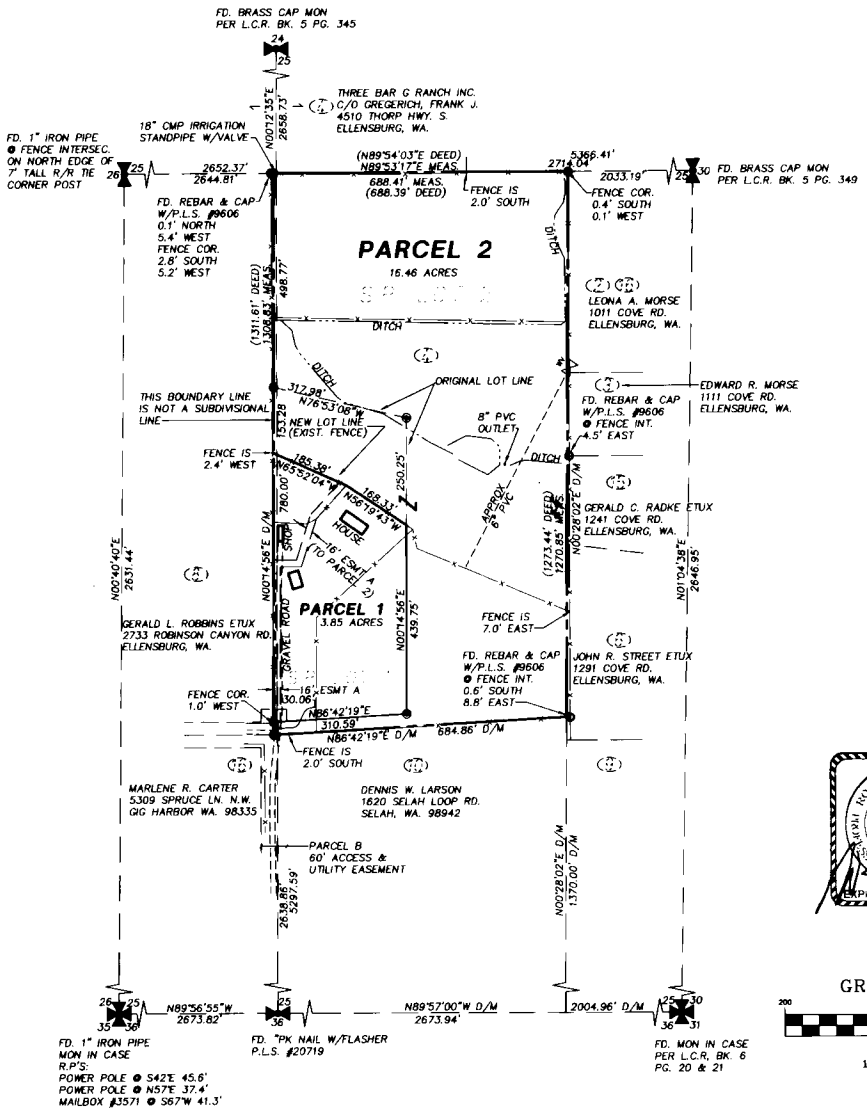 FD. BRASS CAP MON
PER L.C.R. BK. 5 PG. 345
24
25
N00°12'35"E
2658.73'
THREE BAR G RANCH INC.
C/O GREGERICH, FRANK J.
4510 THORP HWY. S.
ELLENSBURG, WA.
18" CMP IRRIGATION
STANDPIPE W/VALVE
FD. 1" IRON PIPE
@ FENCE INTERSEC.
ON NORTH EDGE OF
7' TALL R/R TIE
CORNER POST
26
25
2652.37'
2644.81'
(N89°54'03"E DEED)
N89°53'17"E MEAS.
688.41' MEAS.
(688.39' DEED)
FENCE IS
2.0' SOUTH
5366.41'
2714.04'
2033.19'
25
30
FD. BRASS CAP MON
PER L.C.R. BK. 5 PG. 349
FENCE COR.
0.4' SOUTH
0.1' WEST
FD. REBAR & CAP
W/P.L.S. #9606
0.1' NORTH
5.4' WEST
FENCE COR.
2.8' SOUTH
5.2' WEST
PARCEL 2
16.46 ACRES
DITCH
LEONA A. MORSE
1011 COVE RD.
ELLENSBURG, WA.
(1311.61' DEED)
1308.83' MEAS.
498.77'
DITCH
DITCH
ORIGINAL LOT LINE
EDWARD R. MORSE
1111 COVE RD.
ELLENSBURG, WA.
THIS BOUNDARY LINE
IS NOT A SUBDIVISIONAL
LINE
317.98'
N76°53'08"W
NEW LOT LINE
(EXIST. FENCE)
8" PVC
OUTLET
FD. REBAR & CAP
W/P.L.S. #9606
@ FENCE INT.
4.5' EAST
153.28
FENCE IS
2.4' WEST
185.38'
N65°52'04"W
168.33'
N56°19'43"W
250.25'
DITCH
APPROX
6" PVC
GERALD C. RADKE ETUX
1241 COVE RD.
ELLENSBURG, WA.
(1273.44' DEED)
1270.85' MEAS.
N00°28'02"E D/M
780.00'
N00°14'56"E D/M
SHOP
HOUSE
16' ESMT A
(TO PARCEL 2)
N00°40'40"E
2631.44'
N01°04'38"E
2646.95'
PARCEL 1
3.85 ACRES
N00°14'56"E
439.75'
GRAVEL ROAD
GERALD L. ROBBINS ETUX
2733 ROBINSON CANYON RD.
ELLENSBURG, WA.
FENCE IS
7.0' EAST
FD. REBAR & CAP
W/P.L.S. #9606
@ FENCE INT.
0.6' SOUTH
8.8' EAST
JOHN R. STREET ETUX
1291 COVE RD.
ELLENSBURG, WA.
FENCE COR.
1.0' WEST
16' ESMT A
30.06'
N86°42'19"E
310.59'
N86°42'19"E D/M
684.86' D/M
FENCE IS
2.0' SOUTH
MARLENE R. CARTER
5309 SPRUCE LN. N.W.
GIG HARBOR WA. 98335
DENNIS W. LARSON
1620 SELAH LOOP RD.
SELAH, WA. 98942
PARCEL B
60' ACCESS &
UTILITY EASEMENT
2638.86'
5297.59'
N00°28'02"E D/M
1370.00' D/M
GR
200
26
25
35
36
N89°56'55"W
2673.82'
25
36
N89°57'00"W D/M
2673.94'
2004.96' D/M
25
30
36
31
FD. 1" IRON PIPE
MON IN CASE
R.P'S:
POWER POLE @ S42°E 45.6'
POWER POLE @ N57°E 37.4'
MAILBOX #3571 @ S67°W 41.3'
FD. "PK NAIL W/FLASHER
P.L.S. #20719
FD. MON IN CASE
PER L.C.R, BK. 6
PG. 20 & 21